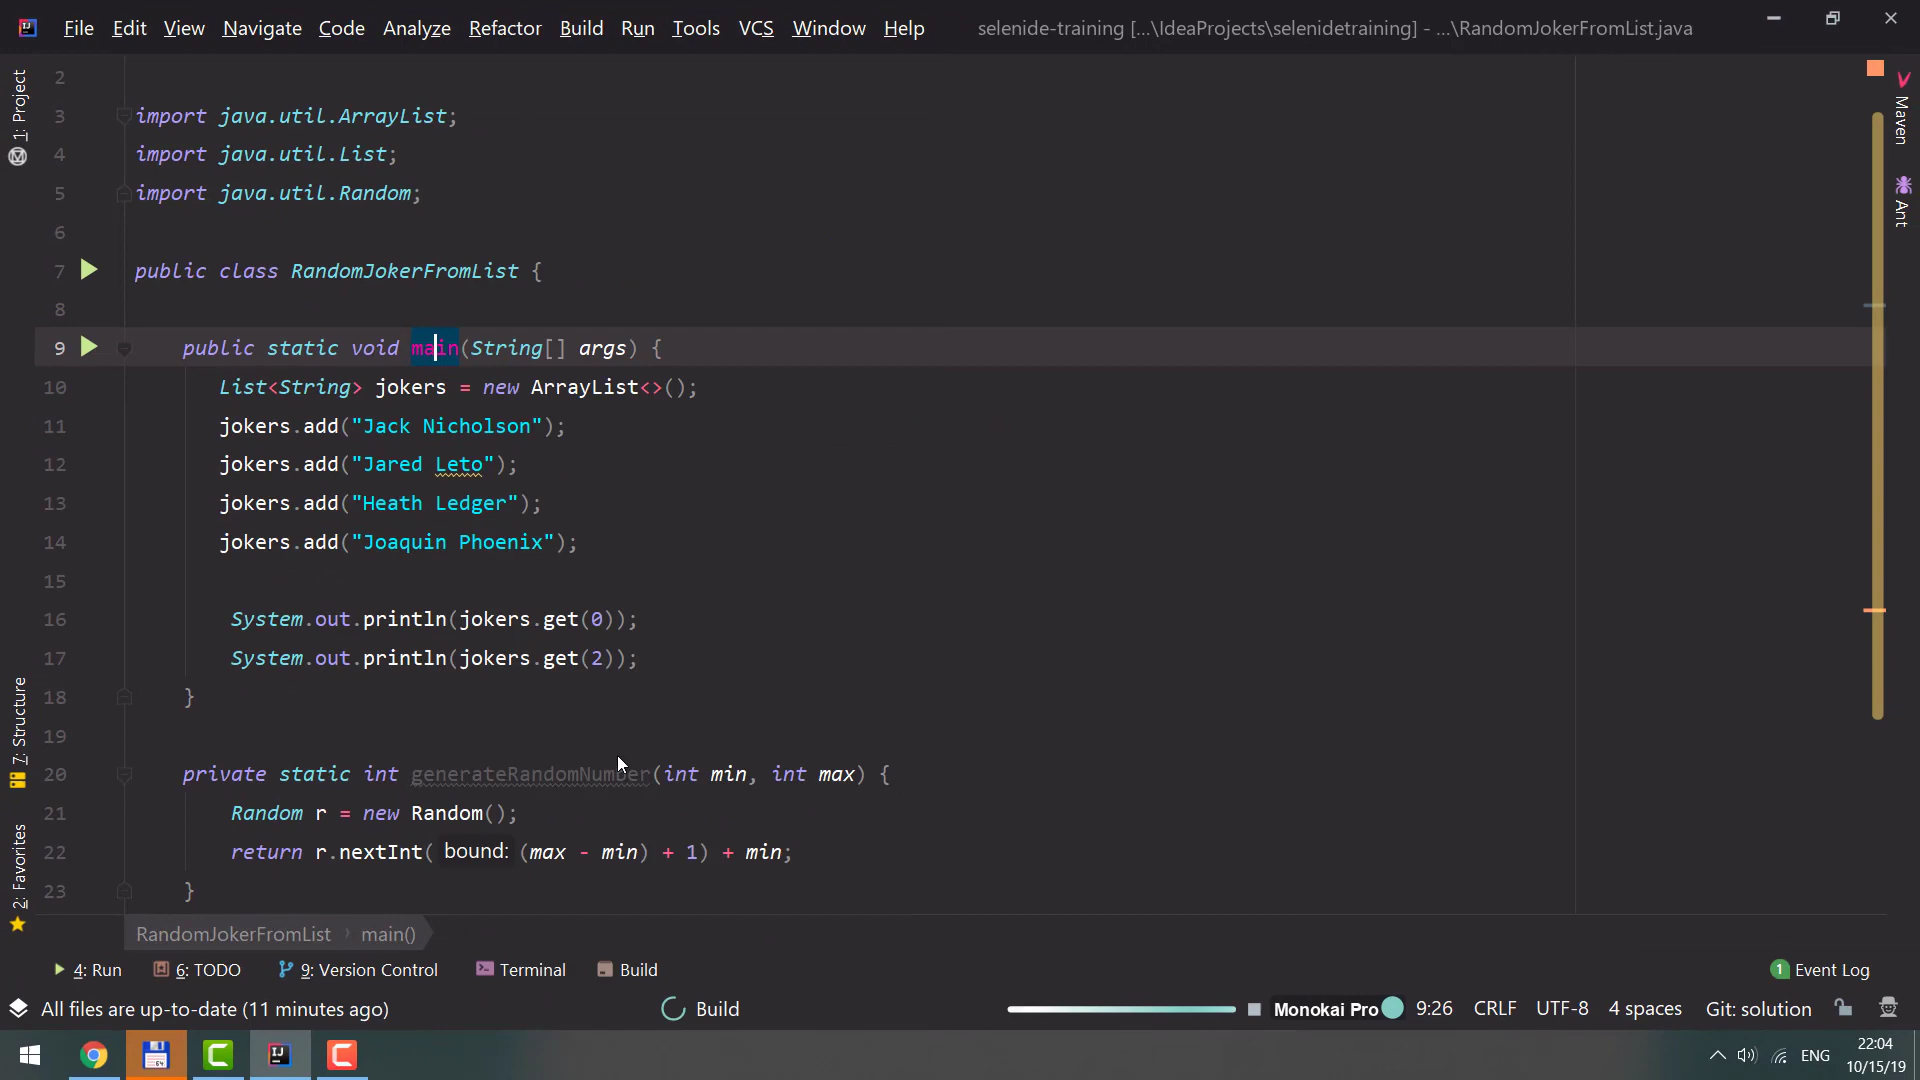 File Edit View Navigate Code Analyze Refactor Build Run Tools VCS Window Help selenide-training [...\IdeaProjects\selenidetraining] - ...\RandomJokerFromList.java
1: Project
7: Structure
2: Favorites
Maven
Ant
2
3 import java.util.ArrayList;
4 import java.util.List;
5 import java.util.Random;
6
7 public class RandomJokerFromList {
8
9 public static void main(String[] args) {
10 List<String> jokers = new ArrayList<>();
11 jokers.add("Jack Nicholson");
12 jokers.add("Jared Leto");
13 jokers.add("Heath Ledger");
14 jokers.add("Joaquin Phoenix");
15
16 System.out.println(jokers.get(0));
17 System.out.println(jokers.get(2));
18 }
19
20 private static int generateRandomNumber(int min, int max) {
21 Random r = new Random();
22 return r.nextInt( bound: (max - min) + 1) + min;
23 }
RandomJokerFromList main()
4: Run 6: TODO 9: Version Control Terminal Build 1 Event Log
All files are up-to-date (11 minutes ago) Build Monokai Pro 9:26 CRLF UTF-8 4 spaces Git: solution
64 IJ ENG 22:04
10/15/19